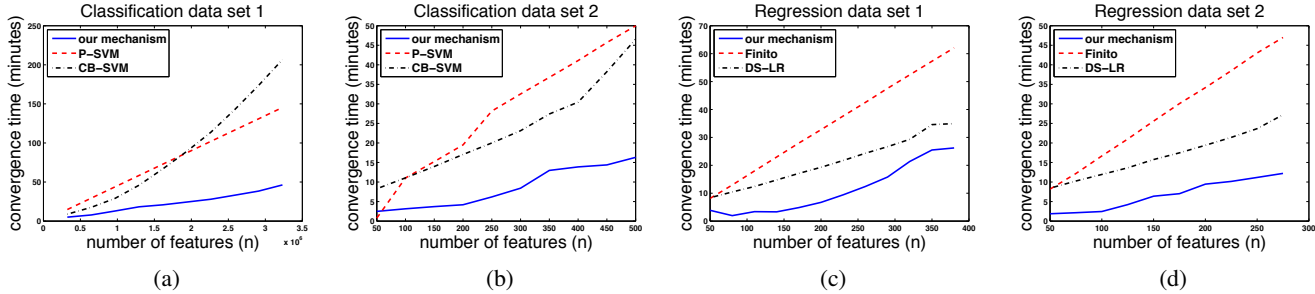 Classification data set 1
convergence time (minutes)
250
200
150
100
50
0
our mechanism
P-SVM
CB-SVM
0
0.5
1
1.5
2
2.5
3
3.5
x 10^6
number of features (n)
(a)
Classification data set 2
convergence time (minutes)
50
45
40
35
30
25
20
15
10
5
0
our mechanism
P-SVM
CB-SVM
50
100
150
200
250
300
350
400
450
500
number of features (n)
(b)
Regression data set 1
convergence time (minutes)
70
60
50
40
30
20
10
0
our mechanism
Finito
DS-LR
50
100
150
200
250
300
350
400
number of features (n)
(c)
Regression data set 2
convergence time (minutes)
50
45
40
35
30
25
20
15
10
5
0
our mechanism
Finito
DS-LR
50
100
150
200
250
300
number of features (n)
(d)